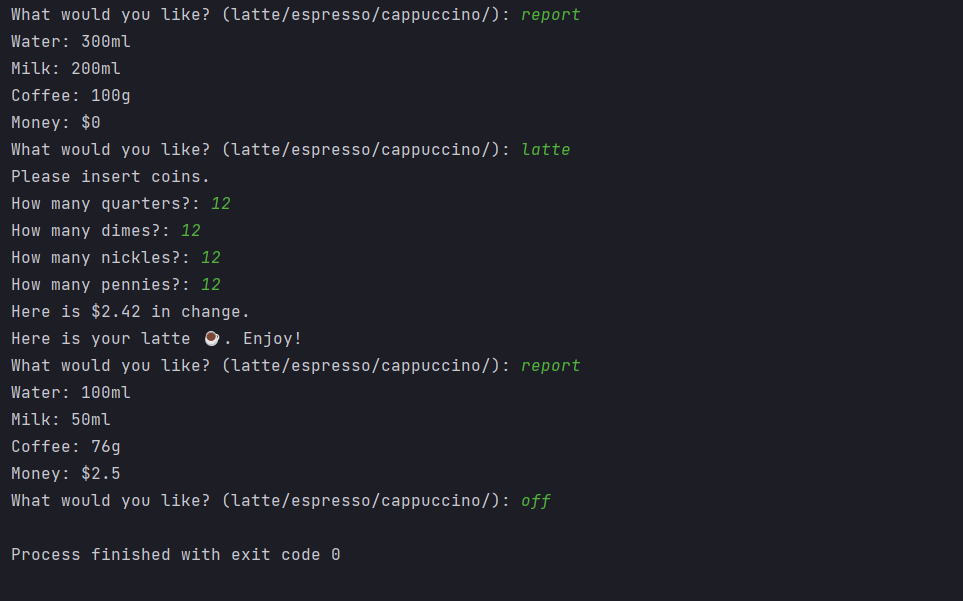 What would you like? (latte/espresso/cappuccino/): report
Water: 300ml
Milk: 200ml
Coffee: 100g
Money: $0
What would you like? (latte/espresso/cappuccino/): latte
Please insert coins.
How many quarters?: 12
How many dimes?: 12
How many nickles?: 12
How many pennies?: 12
Here is $2.42 in change.
Here is your latte ☕. Enjoy!
What would you like? (latte/espresso/cappuccino/): report
Water: 100ml
Milk: 50ml
Coffee: 76g
Money: $2.5
What would you like? (latte/espresso/cappuccino/): off
Process finished with exit code 0